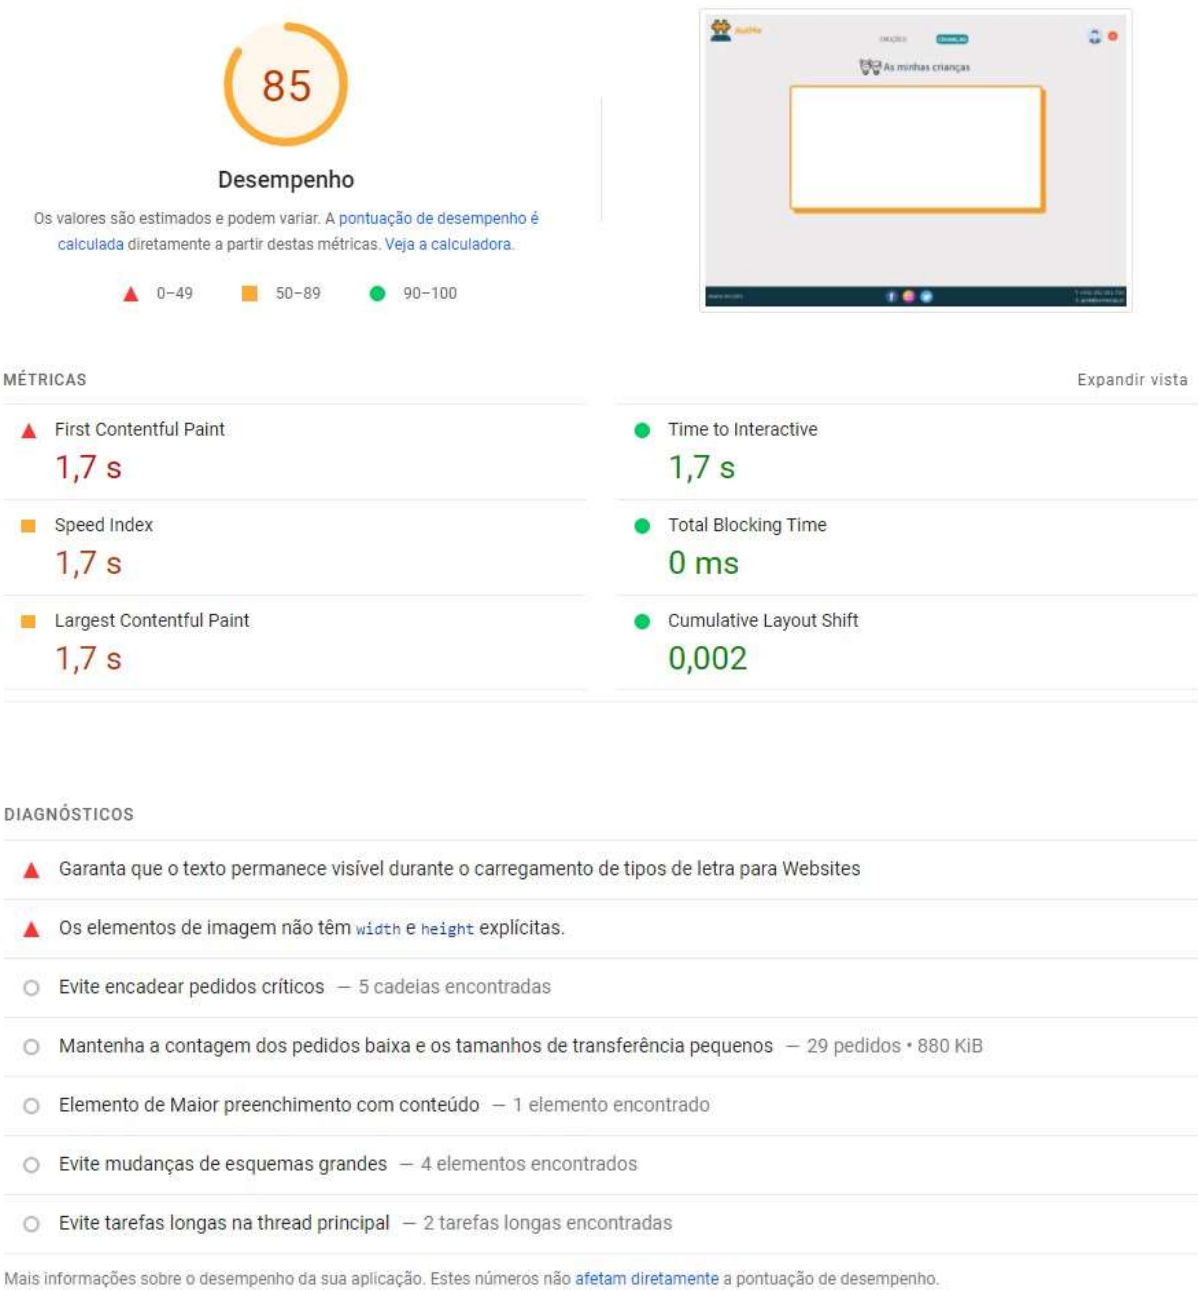 85
Desempenho
Os valores são estimados e podem variar. A pontuação de desempenho é
calculada diretamente a partir destas métricas. Veja a calculadora.
0–49
50–89
90–100
As minhas crianças
MÉTRICAS
Expandir vista
First Contentful Paint
1,7 s
Time to Interactive
1,7 s
Speed Index
1,7 s
Total Blocking Time
0 ms
Largest Contentful Paint
1,7 s
Cumulative Layout Shift
0,002
DIAGNÓSTICOS
Garanta que o texto permanece visível durante o carregamento de tipos de letra para Websites
Os elementos de imagem não têm width e height explícitas.
Evite encadear pedidos críticos — 5 cadeias encontradas
Mantenha a contagem dos pedidos baixa e os tamanhos de transferência pequenos — 29 pedidos • 880 KiB
Elemento de Maior preenchimento com conteúdo — 1 elemento encontrado
Evite mudanças de esquemas grandes — 4 elementos encontrados
Evite tarefas longas na thread principal — 2 tarefas longas encontradas
Mais informações sobre o desempenho da sua aplicação. Estes números não afetam diretamente a pontuação de desempenho.